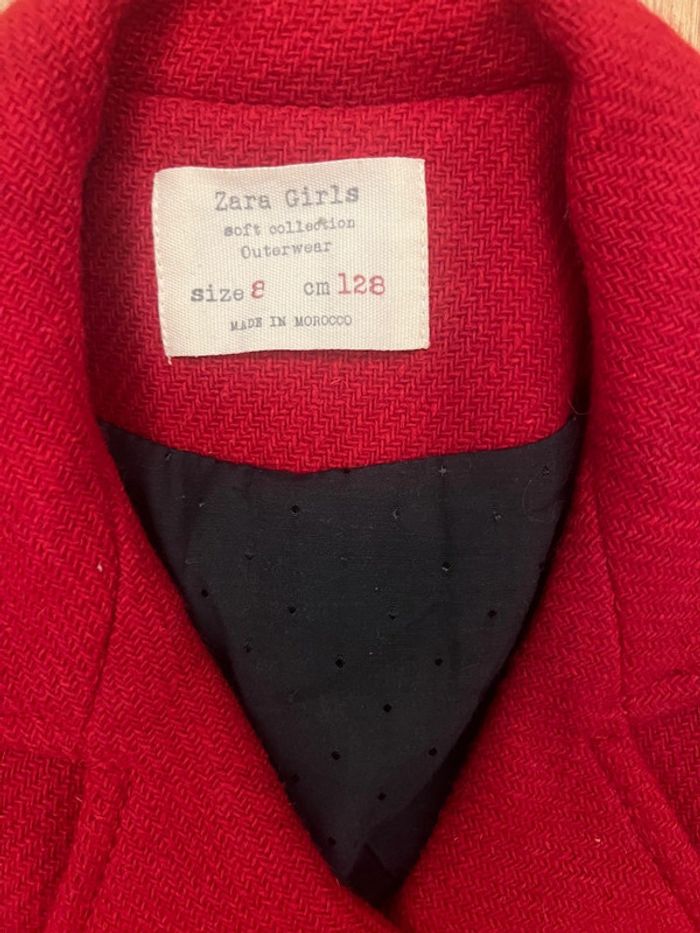 Zara Girls
soft collection
Outerwear
size 8 cm 128
MADE IN MOROCCO